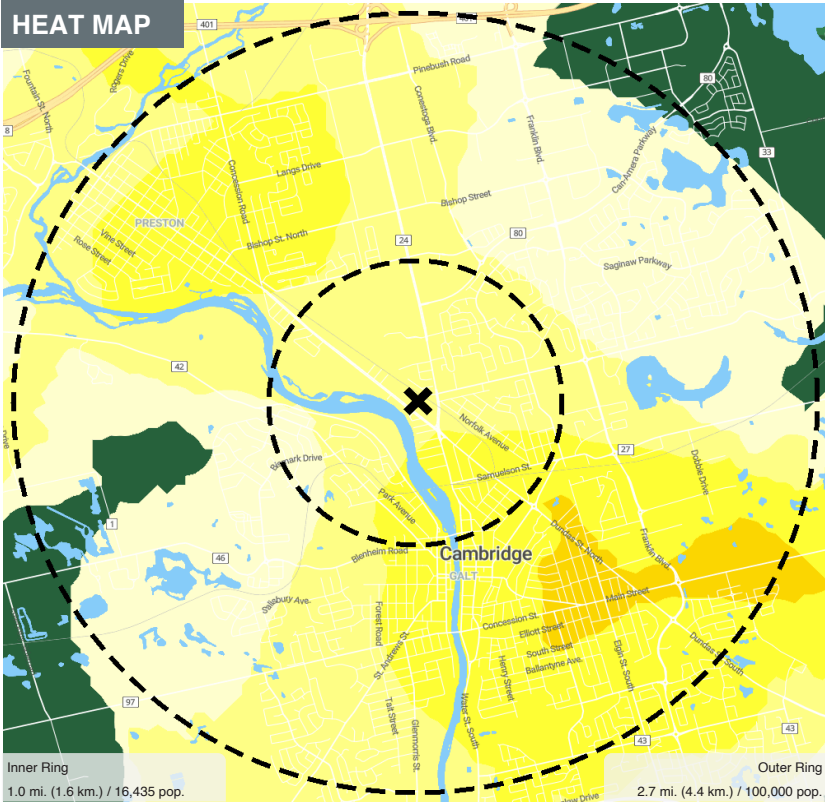 HEAT MAP
401
Rogers Drive
Pinebush Road
Fountain St. North
80
Conestoga Blvd.
Franklin Blvd.
8
Can-Amera Parkway
33
Langs Drive
Concession Road
Bishop Street
PRESTON
Vine Street
Rose Street
Bishop St. North
24
80
Saginaw Parkway
42
Norfolk Avenue
27
Samuelson St.
Dobbie Drive
Park Avenue
1
Dundas St. North
Franklin Blvd.
Cambridge
Blenheim Road
46
GALT
Main Street
Salisbury Ave.
Forest Road
Concession St.
Elliott Street
St. Andrews St.
South Street
Ballantyne Ave.
Elgin St. South
Dundas St. South
Henry Street
97
Tait Street
Glenmorris St.
Water St. South
43
43
Inner Ring
1.0 mi. (1.6 km.) / 16,435 pop.
Outer Ring
2.7 mi. (4.4 km.) / 100,000 pop.